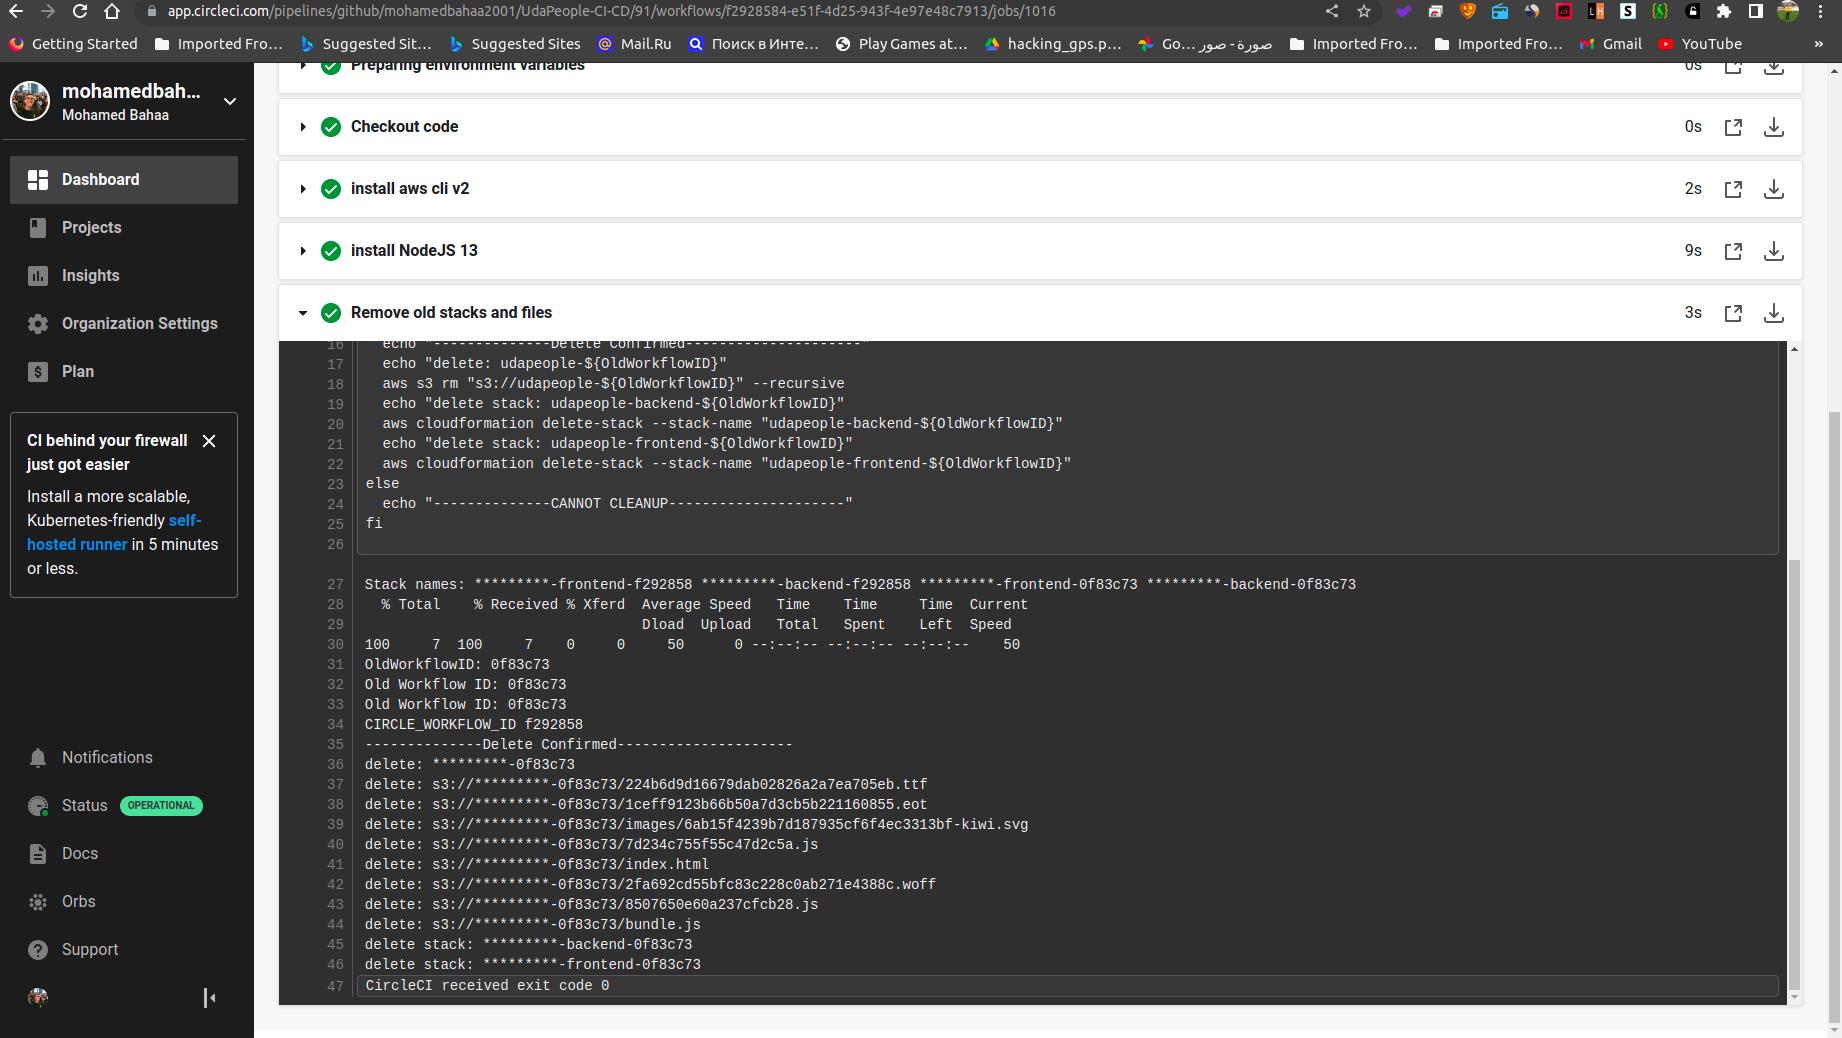 app.circleci.com/pipelines/github/mohamedbahaa2001/UdaPeople-CI-CD/91/workflows/f2928584-e51f-4d25-943f-4e97e48c7913/jobs/1016
Getting Started Imported Fro... Suggested Sit... Suggested Sites Mail.Ru Поиск в Инте... Play Games at... hacking_gps.p... Go... صورة - صور Imported Fro... Imported Fro... Gmail YouTube »
mohamedbah...
Mohamed Bahaa
Dashboard
Projects
Insights
Organization Settings
Plan
CI behind your firewall
just got easier
Install a more scalable,
Kubernetes-friendly self-
hosted runner in 5 minutes
or less.
Notifications
Status OPERATIONAL
Docs
Orbs
Support
Preparing environment variables 0s
Checkout code 0s
install aws cli v2 2s
install NodeJS 13 9s
Remove old stacks and files 3s
16 echo "--------------Delete Confirmed---------------------"
17 echo "delete: udapeople-${OldWorkflowID}"
18 aws s3 rm "s3://udapeople-${OldWorkflowID}" --recursive
19 echo "delete stack: udapeople-backend-${OldWorkflowID}"
20 aws cloudformation delete-stack --stack-name "udapeople-backend-${OldWorkflowID}"
21 echo "delete stack: udapeople-frontend-${OldWorkflowID}"
22 aws cloudformation delete-stack --stack-name "udapeople-frontend-${OldWorkflowID}"
23 else
24 echo "--------------CANNOT CLEANUP---------------------"
25 fi
26
27 Stack names: *********-frontend-f292858 *********-backend-f292858 *********-frontend-0f83c73 *********-backend-0f83c73
28 % Total % Received % Xferd Average Speed Time Time Time Current
29 Dload Upload Total Spent Left Speed
30 100 7 100 7 0 0 50 0 --:--:-- --:--:-- --:--:-- 50
31 OldWorkflowID: 0f83c73
32 Old Workflow ID: 0f83c73
33 Old Workflow ID: 0f83c73
34 CIRCLE_WORKFLOW_ID f292858
35 --------------Delete Confirmed---------------------
36 delete: *********-0f83c73
37 delete: s3://*********-0f83c73/224b6d9d16679dab02826a2a7ea705eb.ttf
38 delete: s3://*********-0f83c73/1ceff9123b66b50a7d3cb5b221160855.eot
39 delete: s3://*********-0f83c73/images/6ab15f4239b7d187935cf6f4ec3313bf-kiwi.svg
40 delete: s3://*********-0f83c73/7d234c755f55c47d2c5a.js
41 delete: s3://*********-0f83c73/index.html
42 delete: s3://*********-0f83c73/2fa692cd55bfc83c228c0ab271e4388c.woff
43 delete: s3://*********-0f83c73/8507650e60a237cfcb28.js
44 delete: s3://*********-0f83c73/bundle.js
45 delete stack: *********-backend-0f83c73
46 delete stack: *********-frontend-0f83c73
47 CircleCI received exit code 0